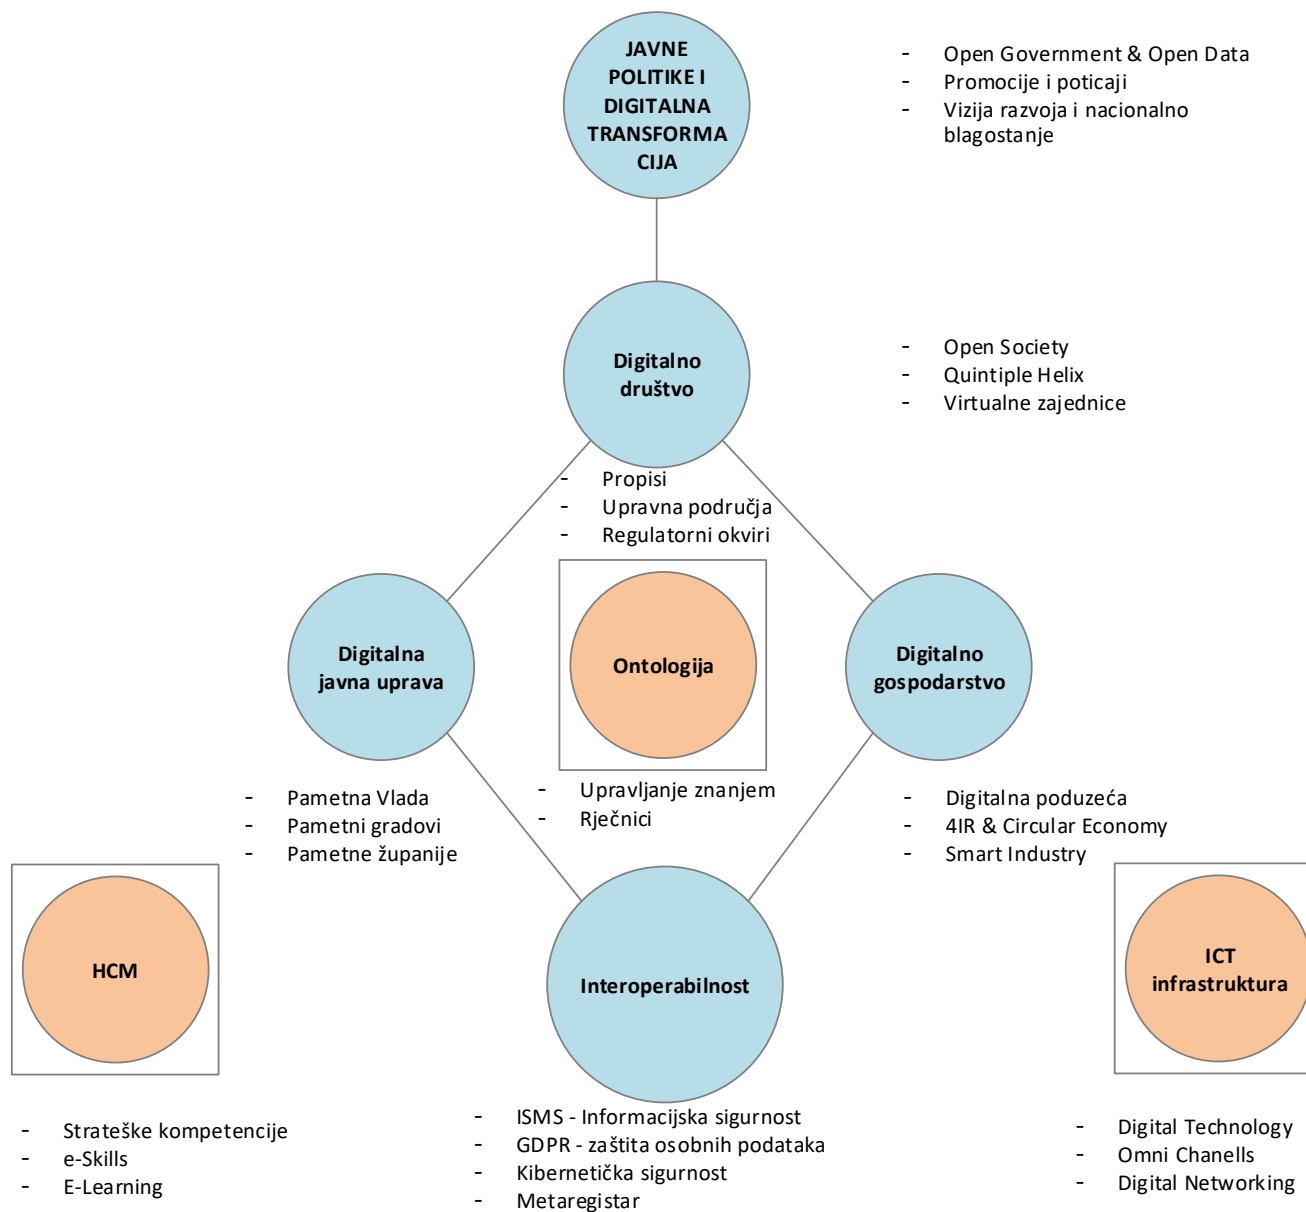 JAVNE
POLITIKE I
DIGITALNA
TRANSFORMA
CIJA
- Open Government & Open Data
- Promocije i poticaji
- Vizija razvoja i nacionalno
blagostanje
Digitalno
društvo
- Open Society
- Quintiple Helix
- Virtualne zajednice
- Propisi
- Upravna područja
- Regulatorni okviri
Digitalna
javna uprava
Ontologija
Digitalno
gospodarstvo
- Pametna Vlada
- Pametni gradovi
- Pametne županije
- Upravljanje znanjem
- Rječnici
- Digitalna poduzeća
- 4IR & Circular Economy
- Smart Industry
HCM
Interoperabilnost
ICT
infrastruktura
- Strateške kompetencije
- e-Skills
- E-Learning
- ISMS - Informacijska sigurnost
- GDPR - zaštita osobnih podataka
- Kibernetička sigurnost
- Metaregistar
- Digital Technology
- Omni Chanells
- Digital Networking